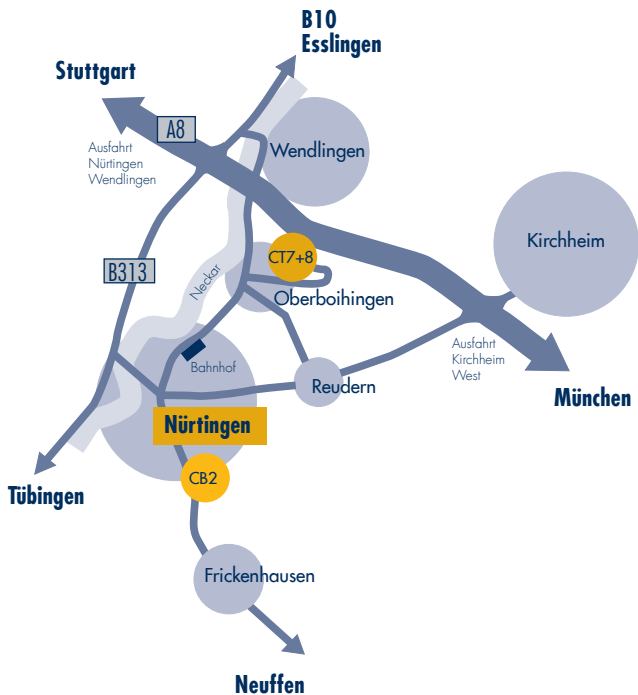 B10
Esslingen
Stuttgart
A8
Ausfahrt
Nürtingen
Wendlingen
Wendlingen
Kirchheim
CT7+8
B313
Neckar
Oberboihingen
Ausfahrt
Kirchheim
West
Bahnhof
Reudern
München
Nürtingen
CB2
Tübingen
Frickenhausen
Neuffen